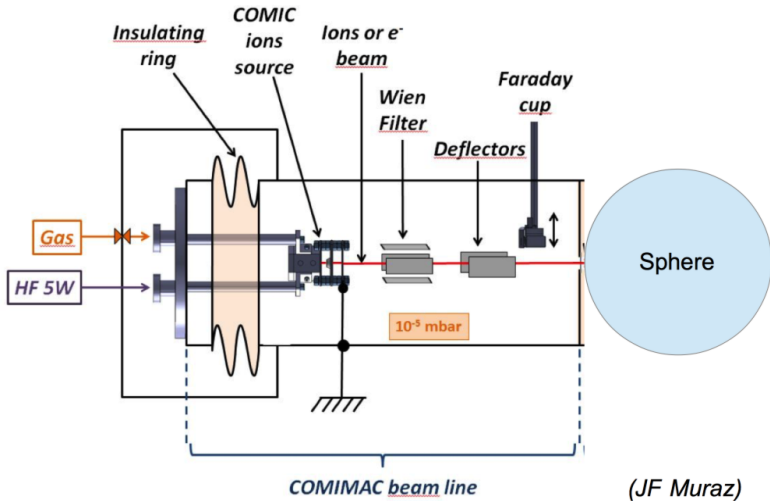 Insulating
ring
COMIC
ions
source
Ions or e-
beam
Wien
Filter
Deflectors
Faraday
cup
Gas
HF 5W
Sphere
10-5 mbar
COMIMAC beam line
(JF Muraz)